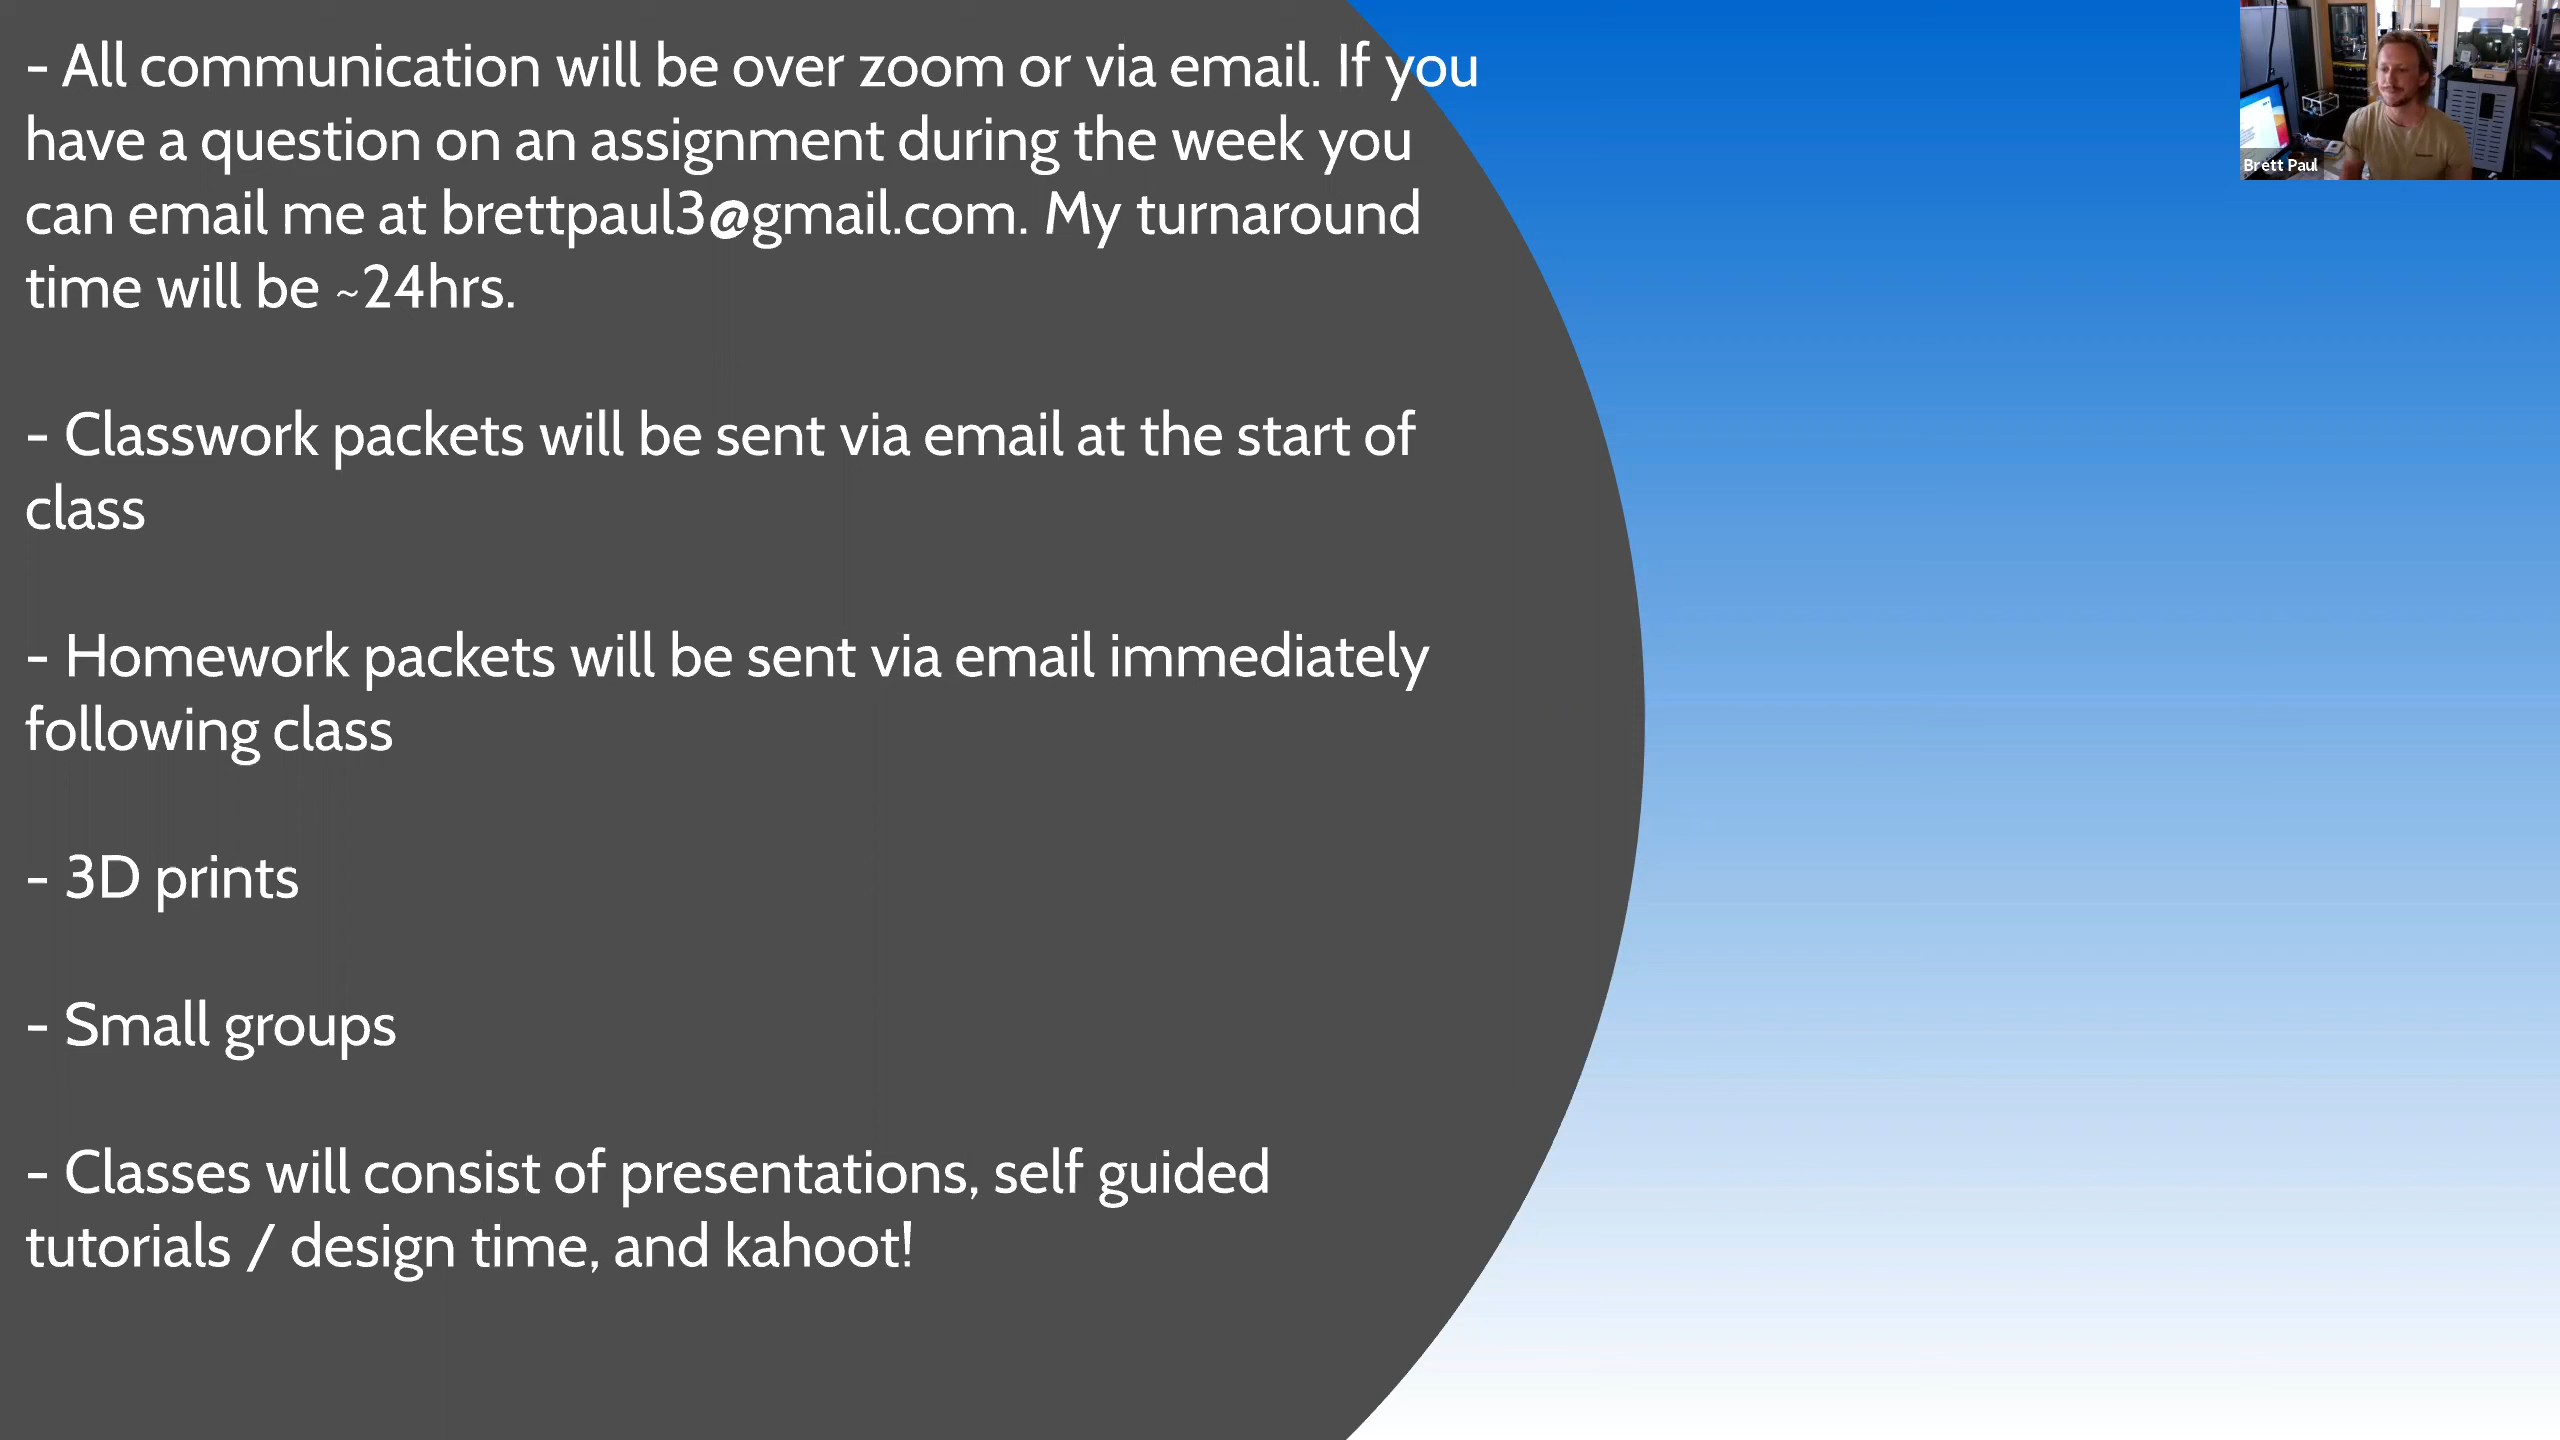 - All communication will be over zoom or via email. If you
have a question on an assignment during the week you
can email me at brettpaul3@gmail.com. My turnaround
time will be ~24hrs.
- Classwork packets will be sent via email at the start of
class
- Homework packets will be sent via email immediately
following class
- 3D prints
- Small groups
- Classes will consist of presentations, self guided
tutorials / design time, and kahoot!
Brett Paul